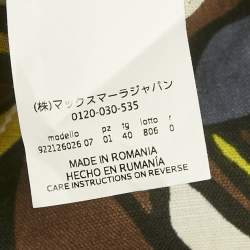 (株)マックスマーラジャパン
0120-030-535
modello pz tg lotto r
922126026 07 01 40 806 0
MADE IN ROMANIA
HECHO EN RUMANÍA
CARE INSTRUCTIONS ON REVERSE